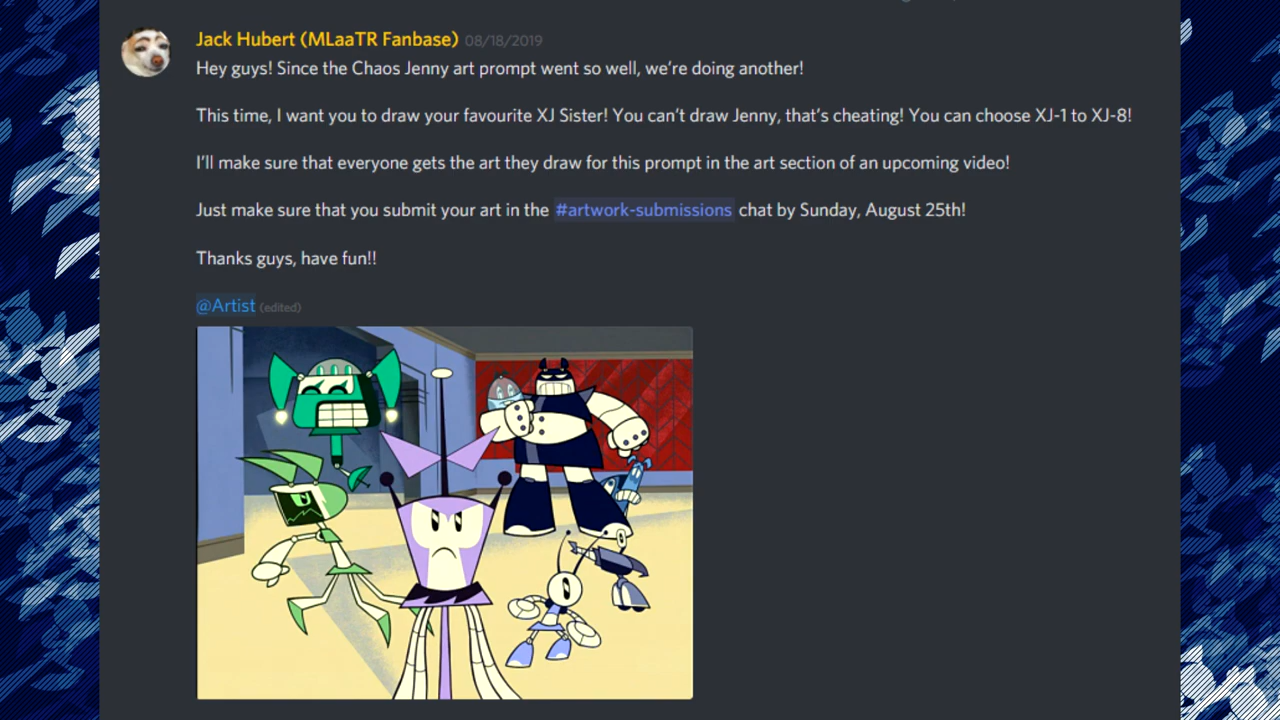 Jack Hubert (MLaaTR Fanbase) 08/18/2019
Hey guys! Since the Chaos Jenny art prompt went so well, we’re doing another!
This time, I want you to draw your favourite XJ Sister! You can’t draw Jenny, that’s cheating! You can choose XJ-1 to XJ-8!
I’ll make sure that everyone gets the art they draw for this prompt in the art section of an upcoming video!
Just make sure that you submit your art in the #artwork-submissions chat by Sunday, August 25th!
Thanks guys, have fun!!
@Artist (edited)